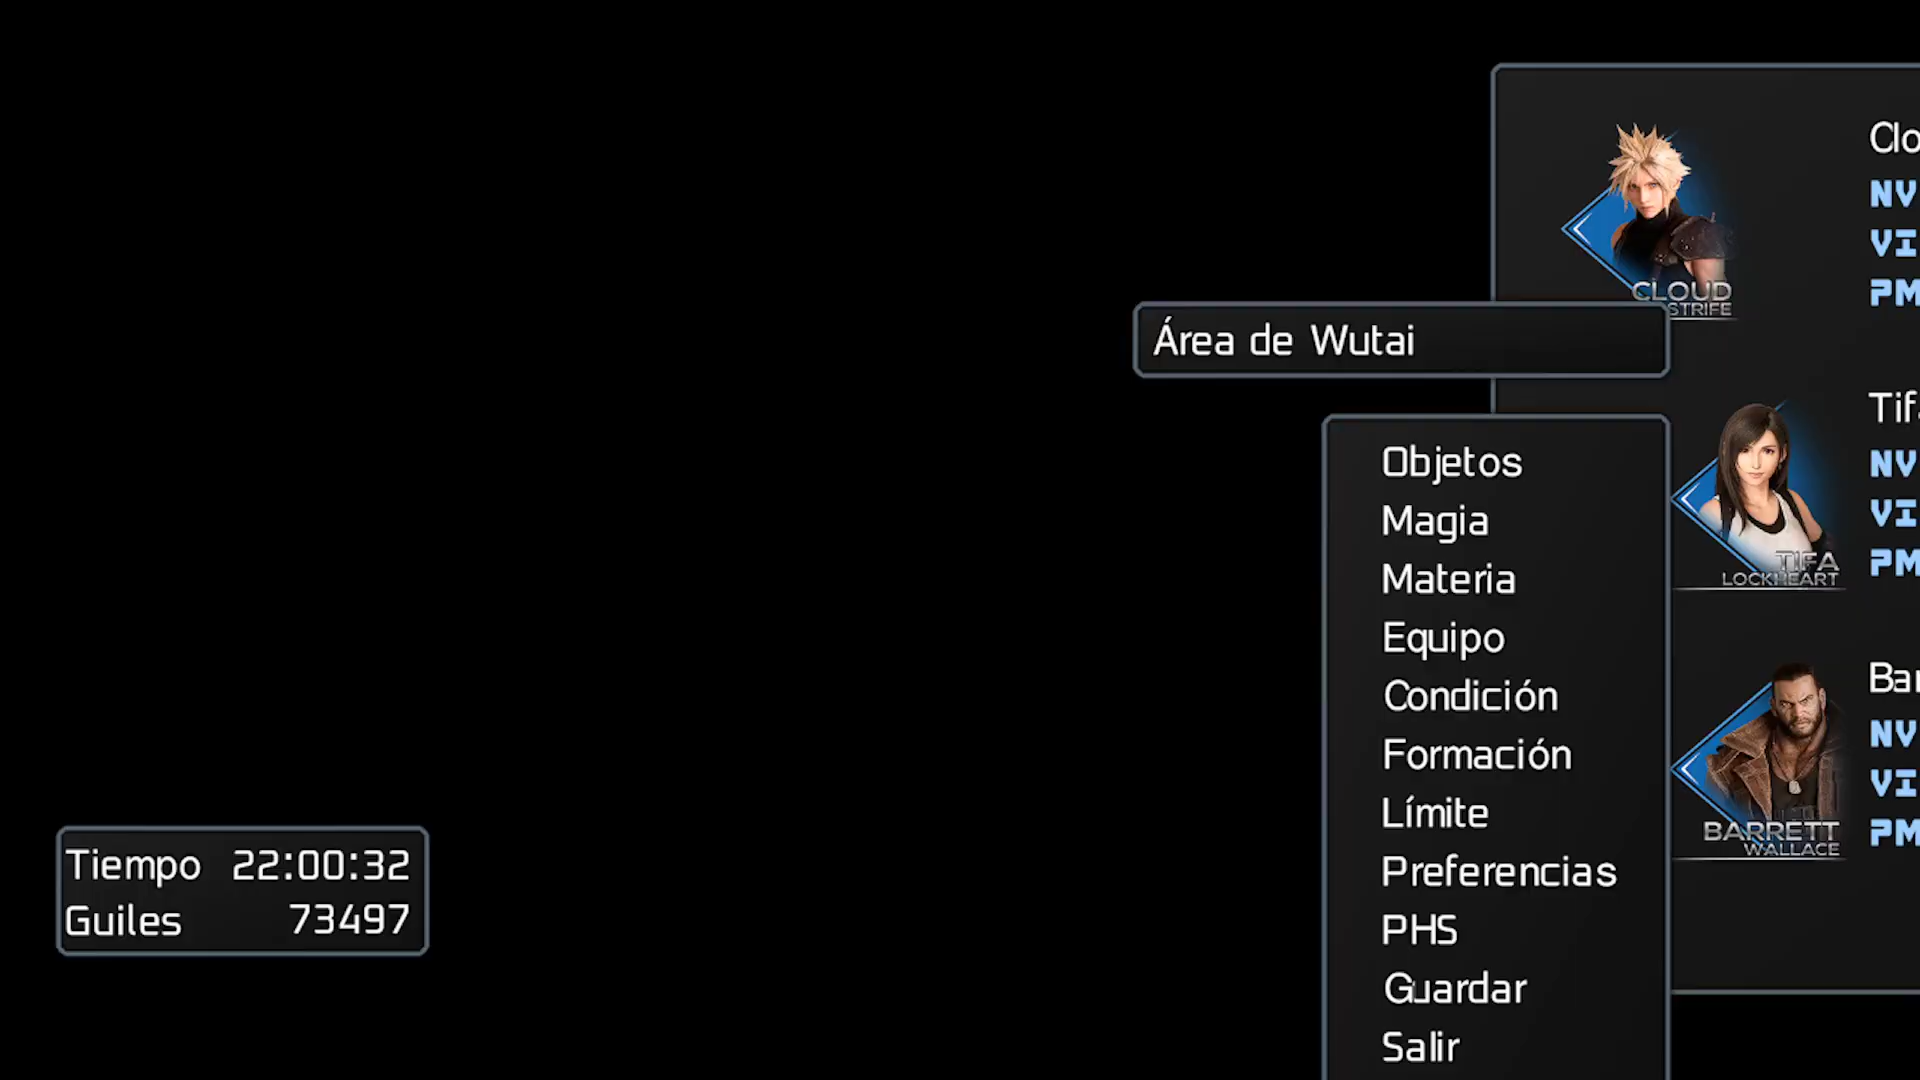 Clo
NV
VI
PM
CLOUD
STRIFE
Área de Wutai
Objetos
Magia
Materia
Equipo
Condición
Formación
Límite
Preferencias
PHS
Guardar
Salir
Tif
NV
VI
PM
TIFA
LOCKHEART
Bar
NV
VI
PM
BARRETT
WALLACE
Tiempo 22:00:32
Guiles 73497